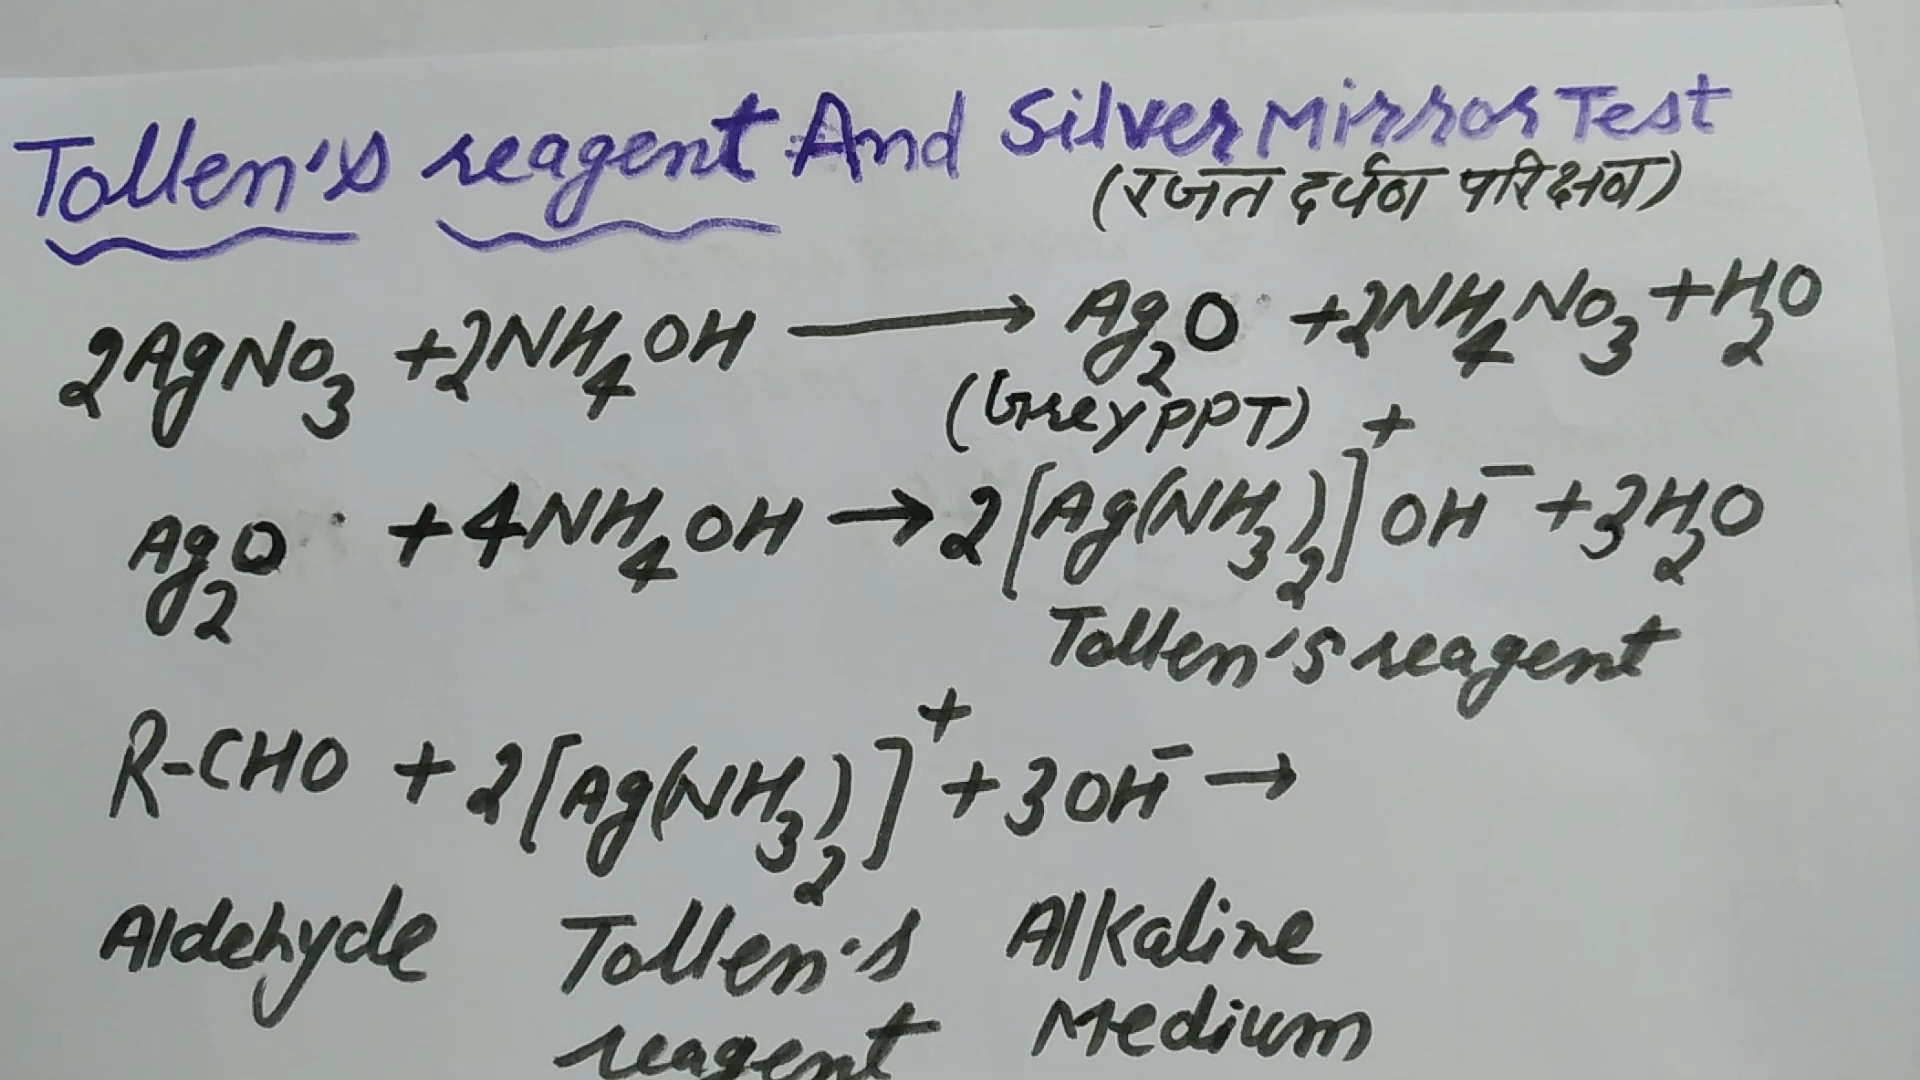 Tollen's reagent And Silver Mirror Test
(रजत दर्पण परिक्षण)
2AgNO₃ + 2NH₄OH ⟶ Ag₂O + 2NH₄NO₃ + H₂O
(Grey PPT)
Ag₂O + 4NH₄OH → 2[Ag(NH₃)₂]⁺ OH⁻ + 3H₂O
Tollen's reagent
R-CHO + 2[Ag(NH₃)₂]⁺ + 3OH⁻ →
Aldehyde Tollen's reagent Alkaline Medium